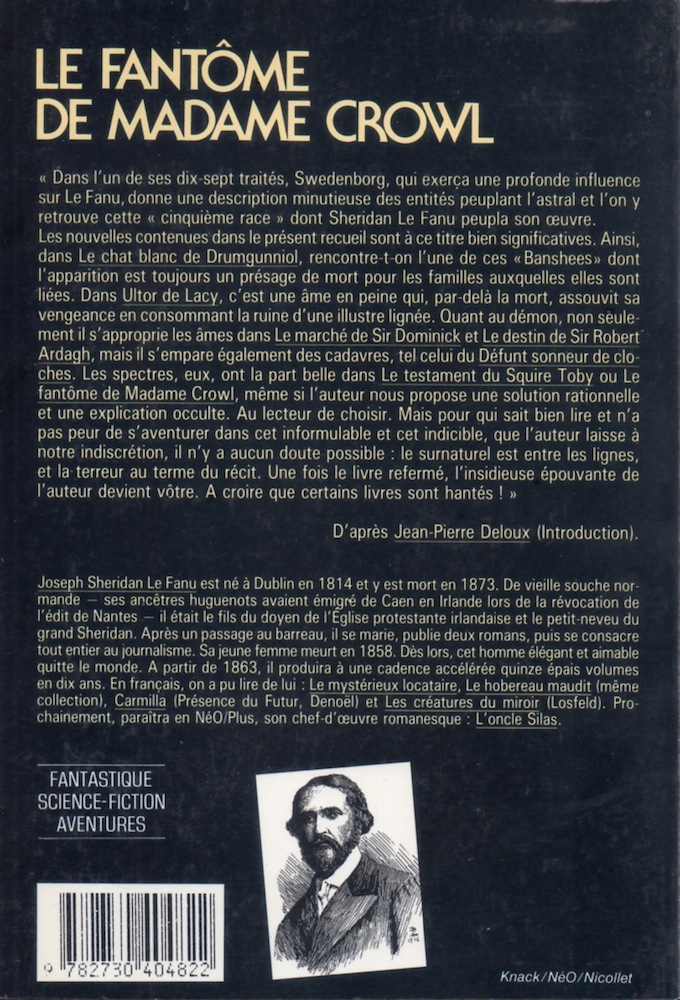 LE FANTÔME
DE MADAME CROWL
« Dans l'un de ses dix-sept traités, Swedenborg, qui exerça une profonde influence
sur Le Fanu, donne une description minutieuse des entités peuplant l'astral et l'on y
retrouve cette « cinquième race » dont Sheridan Le Fanu peupla son œuvre.
Les nouvelles contenues dans le présent recueil sont à ce titre bien significatives. Ainsi,
dans Le chat blanc de Drumgunniol, rencontre-t-on l'une de ces «Banshees» dont
l'apparition est toujours un présage de mort pour les familles auxquelles elles sont
liées. Dans Ultor de Lacy, c'est une âme en peine qui, par-delà la mort, assouvit sa
vengeance en consommant la ruine d'une illustre lignée. Quant au démon, non seule-
ment il s'approprie les âmes dans Le marché de Sir Dominick et Le destin de Sir Robert
Ardagh, mais il s'empare également des cadavres, tel celui du Défunt sonneur de clo-
ches. Les spectres, eux, ont la part belle dans Le testament du Squire Toby ou Le
fantôme de Madame Crowl, même si l'auteur nous propose une solution rationnelle
et une explication occulte. Au lecteur de choisir. Mais pour qui sait bien lire et n'a
pas peur de s'aventurer dans cet informulable et cet indicible, que l'auteur laisse à
notre indiscrétion, il n'y a aucun doute possible : le surnaturel est entre les lignes,
et la terreur au terme du récit. Une fois le livre refermé, l'insidieuse épouvante de
l'auteur devient vôtre. A croire que certains livres sont hantés ! »
D'après Jean-Pierre Deloux (Introduction).
Joseph Sheridan Le Fanu est né à Dublin en 1814 et y est mort en 1873. De vieille souche nor-
mande — ses ancêtres huguenots avaient émigré de Caen en Irlande lors de la révocation de
l'édit de Nantes — il était le fils du doyen de l'Église protestante irlandaise et le petit-neveu du
grand Sheridan. Après un passage au barreau, il se marie, publie deux romans, puis se consacre
tout entier au journalisme. Sa jeune femme meurt en 1858. Dès lors, cet homme élégant et aimable
quitte le monde. A partir de 1863, il produira à une cadence accélérée quinze épais volumes
en dix ans. En français, on a pu lire de lui : Le mystérieux locataire, Le hobereau maudit (même
collection), Carmilla (Présence du Futur, Denoël) et Les créatures du miroir (Losfeld). Pro-
chainement, paraîtra en NéO/Plus, son chef-d'œuvre romanesque : L'oncle Silas.
FANTASTIQUE
SCIENCE-FICTION
AVENTURES
9 782730 404822
Knack/NéO/Nicollet